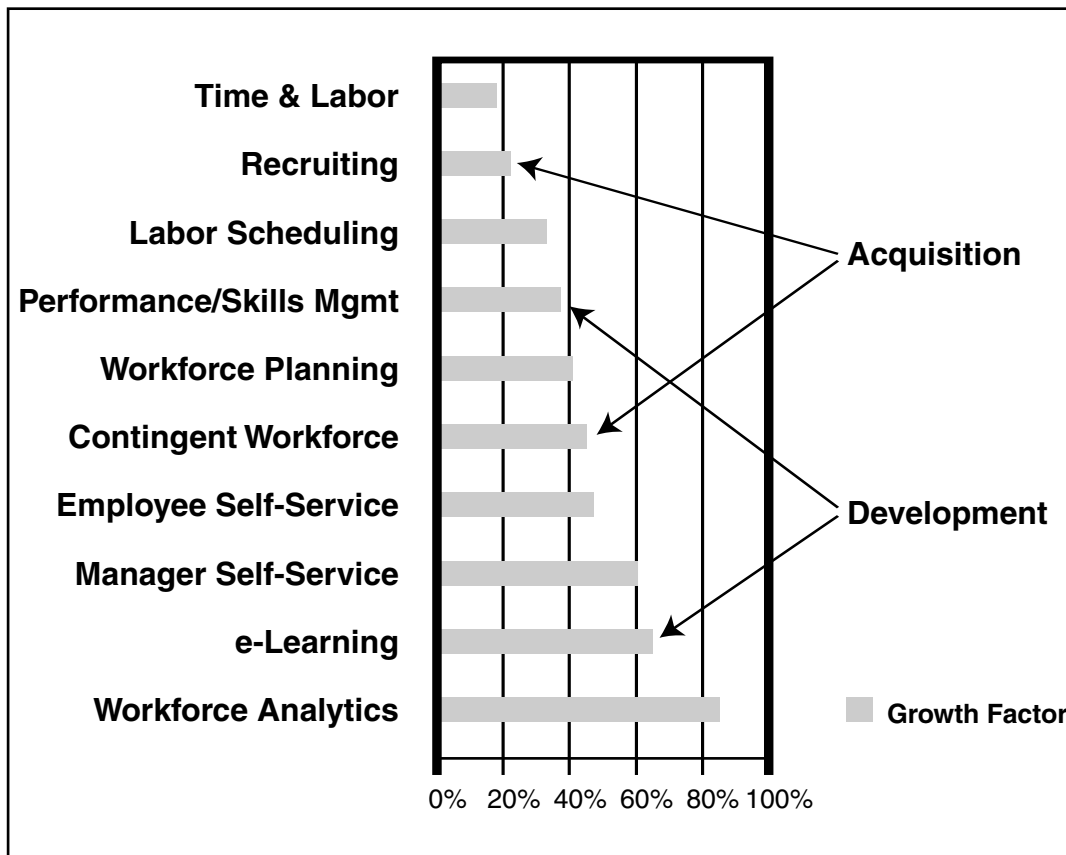 Time & Labor
Recruiting
Labor Scheduling
Performance/Skills Mgmt
Workforce Planning
Contingent Workforce
Employee Self-Service
Manager Self-Service
e-Learning
Workforce Analytics
Acquisition
Development
Growth Factor
0% 20% 40% 60% 80% 100%